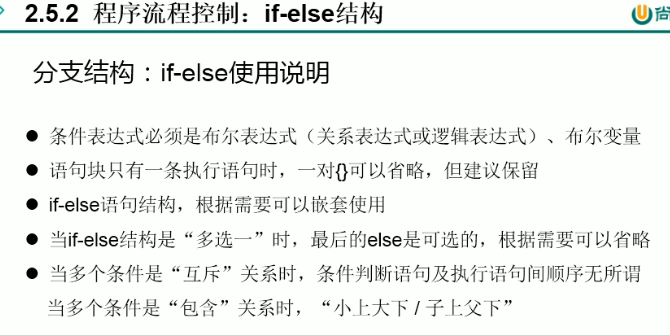 2.5.2 程序流程控制：if-else结构
尚
分支结构：if-else使用说明
● 条件表达式必须是布尔表达式（关系表达式或逻辑表达式）、布尔变量
● 语句块只有一条执行语句时，一对{}可以省略，但建议保留
● if-else语句结构，根据需要可以嵌套使用
● 当if-else结构是“多选一”时，最后的else是可选的，根据需要可以省略
● 当多个条件是“互斥”关系时，条件判断语句及执行语句间顺序无所谓
当多个条件是“包含”关系时，“小上大下 / 子上父下”